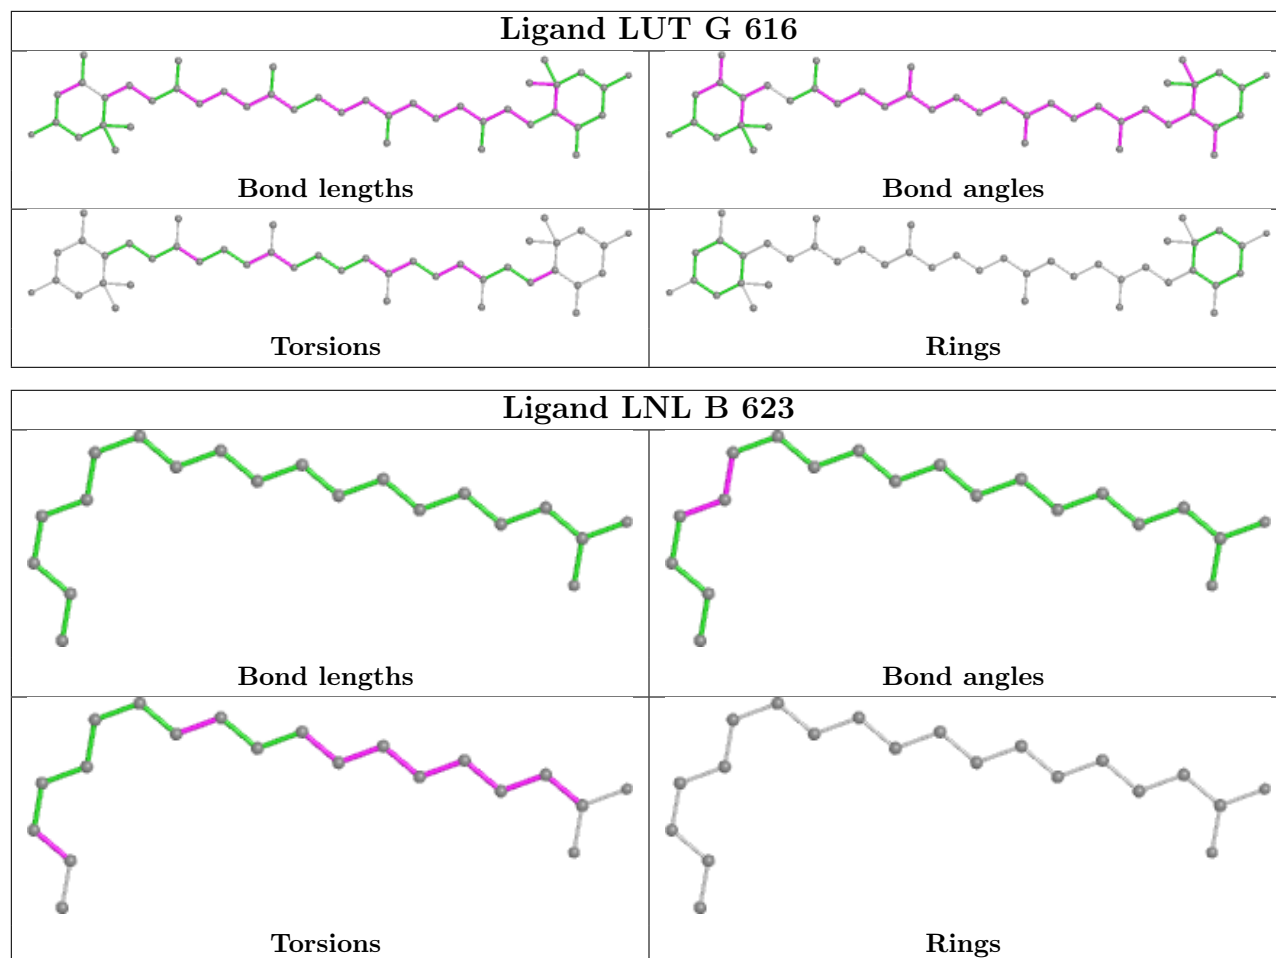 Ligand LUT G 616
Bond lengths
Bond angles
Torsions
Rings
Ligand LNL B 623
Bond lengths
Bond angles
Torsions
Rings